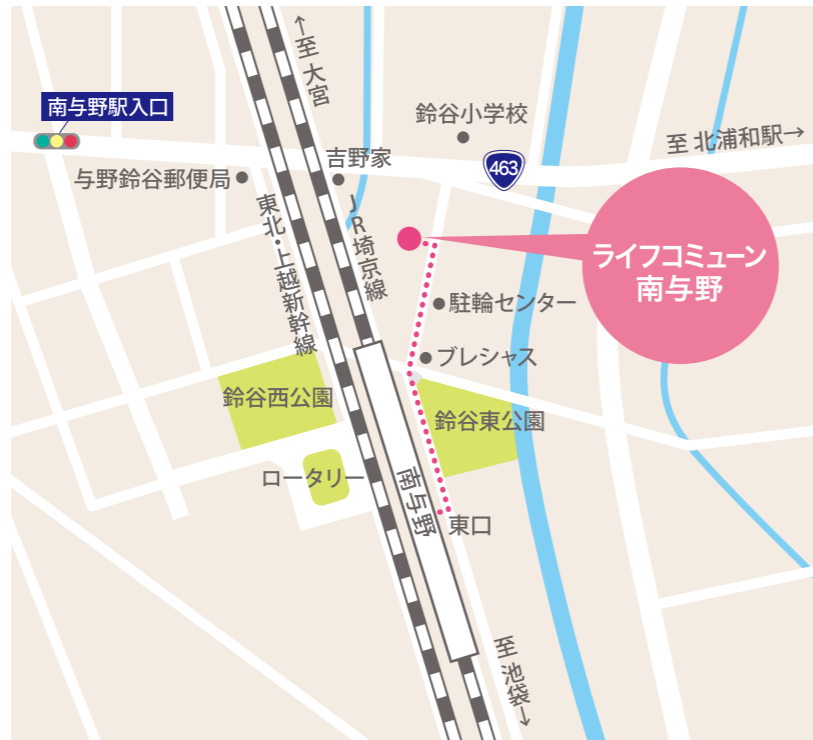 ←至 大宮
南与野駅入口
鈴谷小学校
至 北浦和駅→
463
吉野家
与野鈴谷郵便局
東北・上越新幹線
JR埼京線
ライフコミューン
南与野
駐輪センター
ブレシャス
鈴谷西公園
鈴谷東公園
ロータリー
南与野
東口
至 池袋→